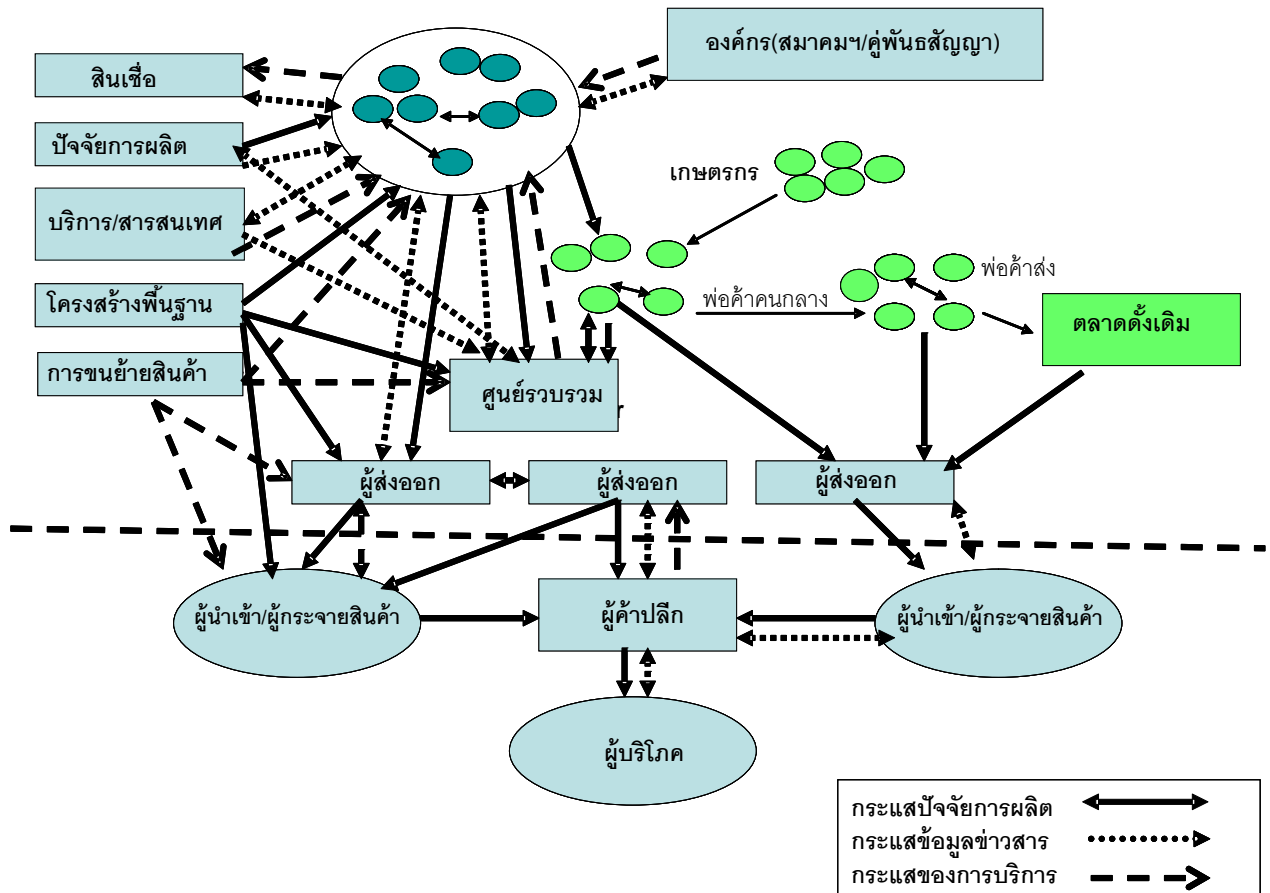 องค์กร(สมาคมฯ/คู่พันธสัญญา)
สินเชื่อ
ปัจจัยการผลิต
บริการ/สารสนเทศ
โครงสร้างพื้นฐาน
การขนย้ายสินค้า
เกษตรกร
พ่อค้าคนกลาง
พ่อค้าส่ง
ตลาดดั้งเดิม
ศูนย์รวบรวม
r
ผู้ส่งออก
ผู้ส่งออก
ผู้ส่งออก
ผู้นำเข้า/ผู้กระจายสินค้า
ผู้ค้าปลีก
ผู้นำเข้า/ผู้กระจายสินค้า
ผู้บริโภค
กระแสปัจจัยการผลิต
กระแสข้อมูลข่าวสาร
กระแสของการบริการ